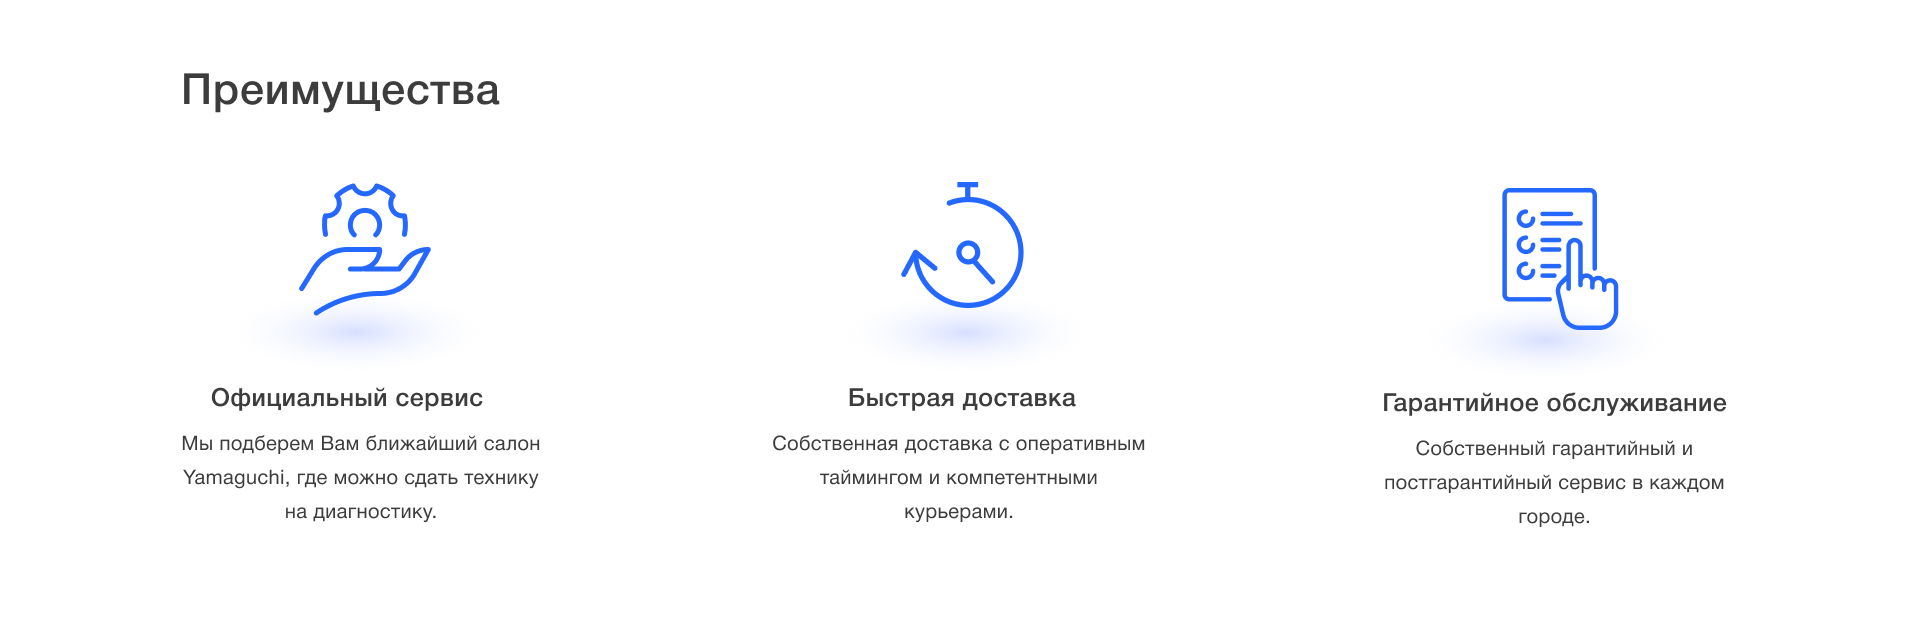 Преимущества
Официальный сервис
Мы подберем Вам ближайший салон
Yamaguchi, где можно сдать технику
на диагностику.
Быстрая доставка
Собственная доставка с оперативным
таймингом и компетентными
курьерами.
Гарантийное обслуживание
Собственный гарантийный и
постгарантийный сервис в каждом
городе.